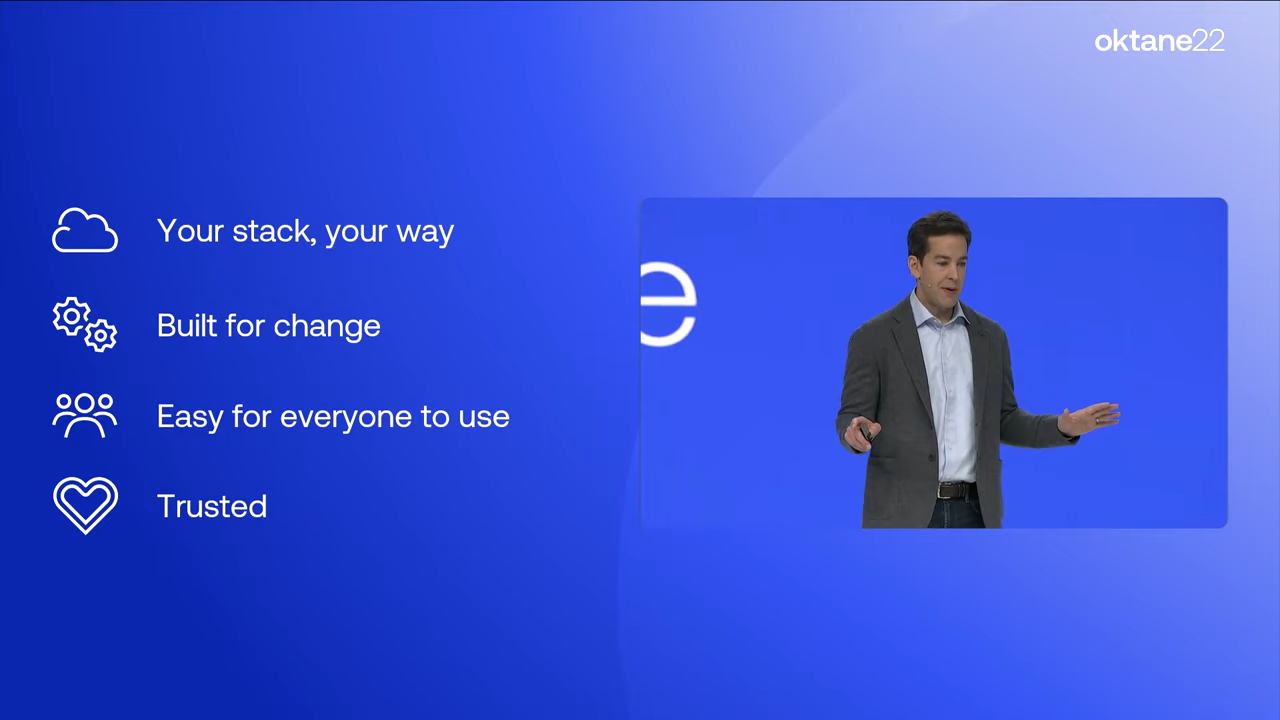 oktane22
Your stack, your way
Built for change
Easy for everyone to use
Trusted
e